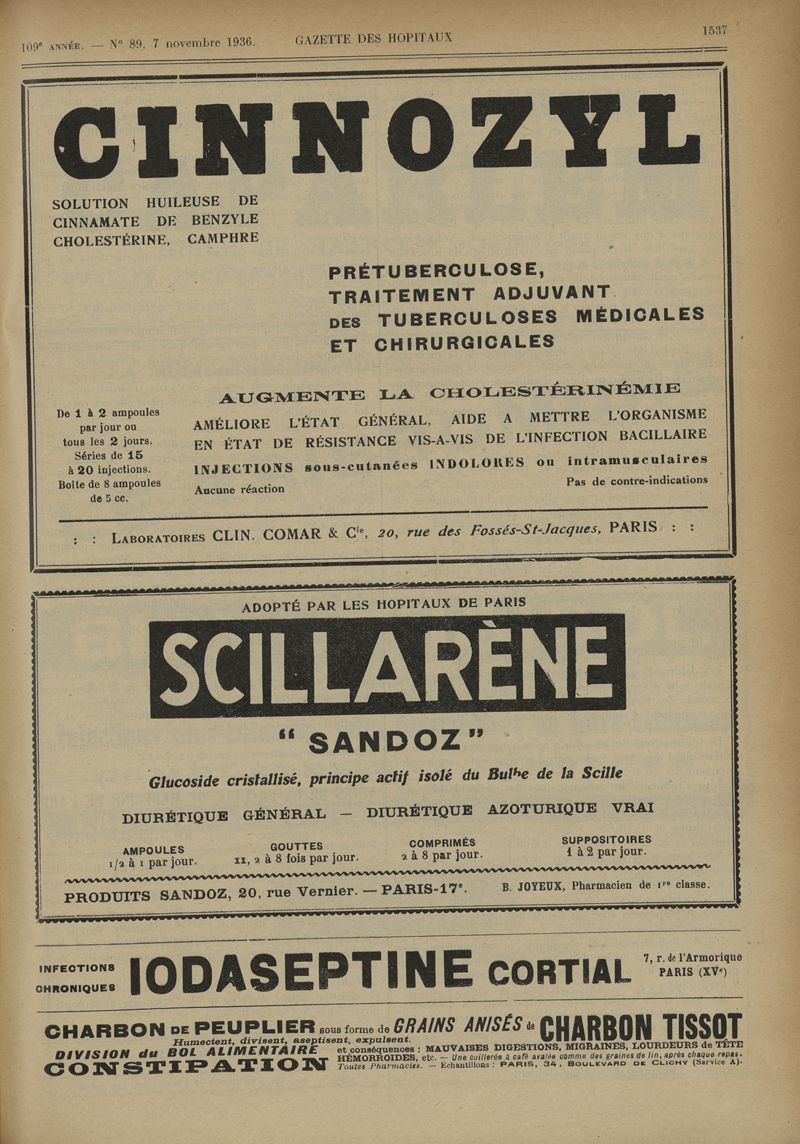 109e ANNÉE. — N° 89, 7 novembre 1936.
GAZETTE DES HOPITAUX
1537
CINNOZYL
SOLUTION HUILEUSE DE
CINNAMATE DE BENZYLE
CHOLESTÉRINE, CAMPHRE
PRÉTUBERCULOSE,
TRAITEMENT ADJUVANT
DES TUBERCULOSES MÉDICALES
ET CHIRURGICALES
De 1 à 2 ampoules
par jour ou
tous les 2 jours.
Séries de 15
à 20 injections.
Boîte de 8 ampoules
de 5 cc.
AUGMENTE LA CHOLESTÉRINÉMIE
AMÉLIORE L'ÉTAT GÉNÉRAL, AIDE A METTRE L'ORGANISME
EN ÉTAT DE RÉSISTANCE VIS-A-VIS DE L'INFECTION BACILLAIRE
INJECTIONS sous-cutanées INDOLORES ou intramusculaires
Aucune réaction
Pas de contre-indications
: : LABORATOIRES CLIN. COMAR & Cie, 20, rue des Fossés-St-Jacques, PARIS : :
ADOPTÉ PAR LES HOPITAUX DE PARIS
SCILLARÈNE
“ SANDOZ ”
Glucoside cristallisé, principe actif isolé du Bulbe de la Scille
DIURÉTIQUE GÉNÉRAL — DIURÉTIQUE AZOTURIQUE VRAI
AMPOULES
1/2 à 1 par jour.
GOUTTES
XX, 2 à 8 fois par jour.
COMPRIMÉS
2 à 8 par jour.
SUPPOSITOIRES
1 à 2 par jour.
PRODUITS SANDOZ, 20, rue Vernier. — PARIS-17e.
B. JOYEUX, Pharmacien de 1re classe.
INFECTIONS
CHRONIQUES
IODASEPTINE CORTIAL
7, r. de l'Armorique
PARIS (XVe)
CHARBON DE PEUPLIER sous forme de GRAINS ANISÉS de CHARBON TISSOT
Humectent, divisent, aseptisent, expulsent.
DIVISION du BOL ALIMENTAIRE
CONSTIPATION
et conséquences : MAUVAISES DIGESTIONS, MIGRAINES, LOURDEURS de TÊTE
HÉMORROIDES, etc. — Une cuillerée à café avalée comme des graines de lin, après chaque repas.
Toutes Pharmacies. — Echantillons : PARIS, 34, BOULEVARD DE CLICHY (Service A).